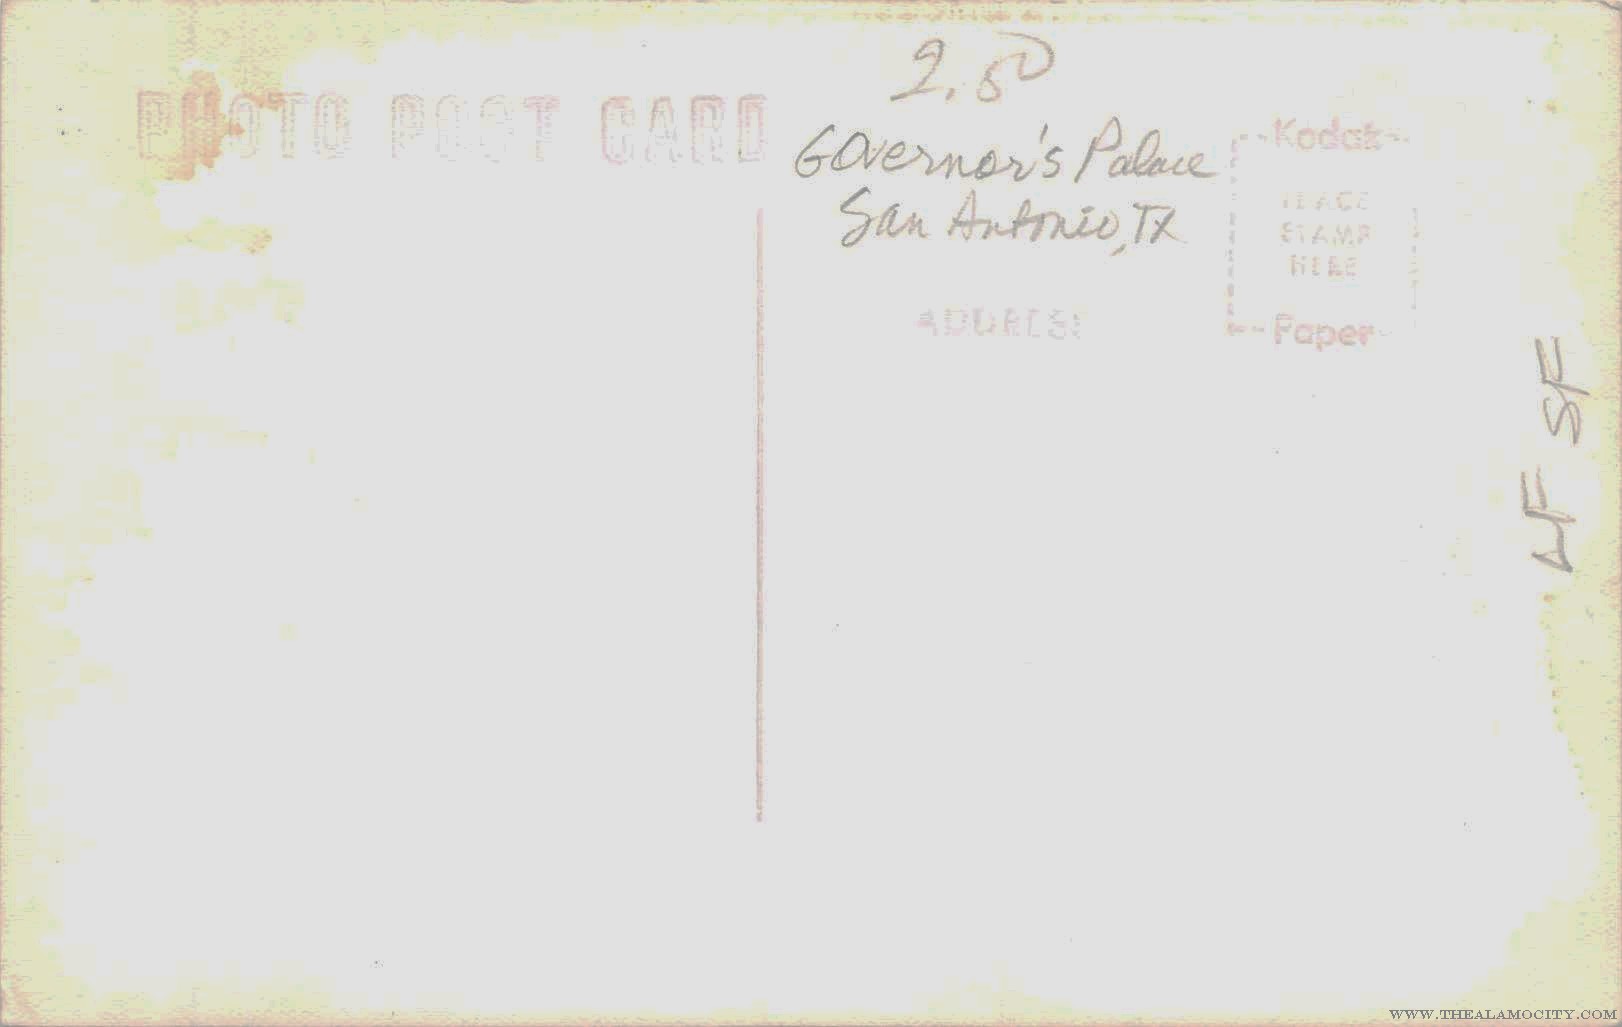 2.50
PHOTO POST CARD
Governor's Palace
San Antonio, TX
Kodak
PLACE
STAMP
HERE
Paper
ADDRESS
SF
WWW.THEALAMOCITY.COM